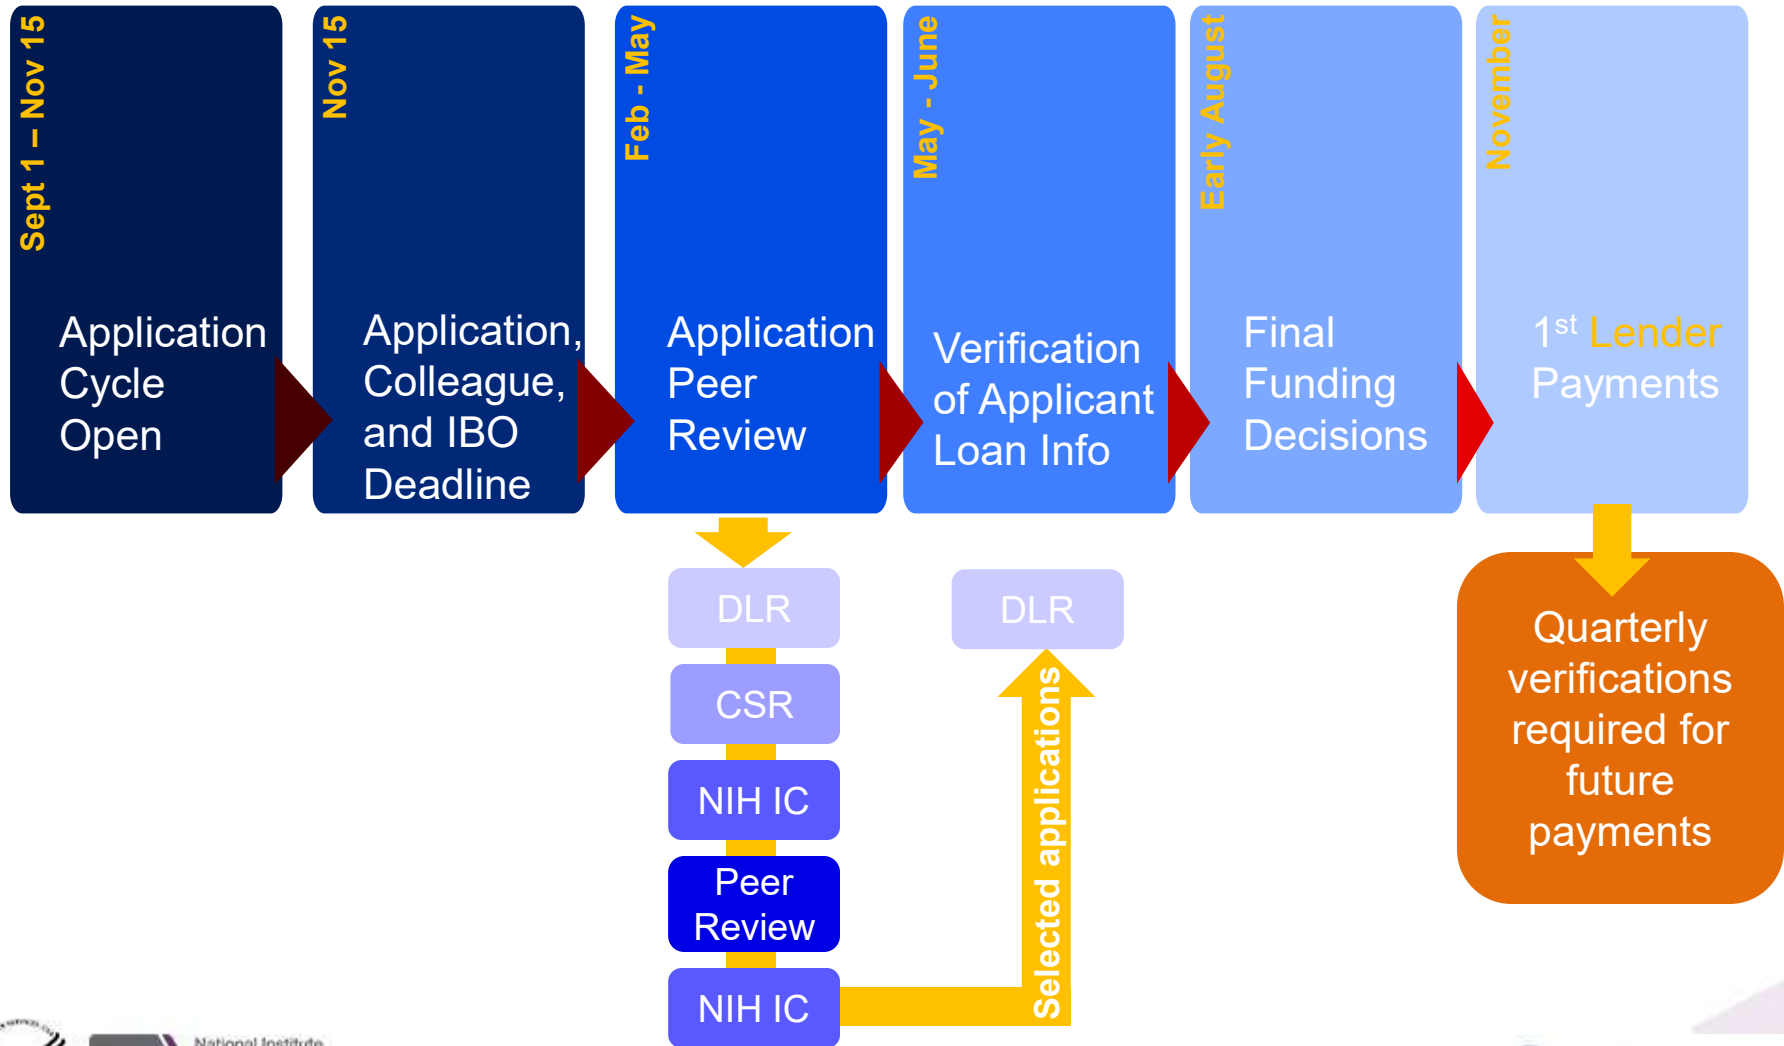 Sept 1 – Nov 15
Application
Cycle
Open
Nov 15
Application,
Colleague,
and IBO
Deadline
Feb - May
Application
Peer
Review
May - June
Verification
of Applicant
Loan Info
Early August
Final
Funding
Decisions
November
1st Lender
Payments
DLR
CSR
NIH IC
Peer
Review
NIH IC
Selected applications
DLR
Quarterly
verifications
required for
future
payments
National Institute